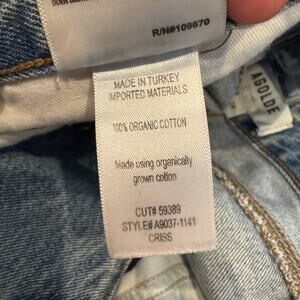 R/N#109670
MADE IN TURKEY
IMPORTED MATERIALS
100% ORGANIC COTTON
Made using organically
grown cotton
CUT# 59389
STYLE# A9037-1141
CRISS
AGOLDE